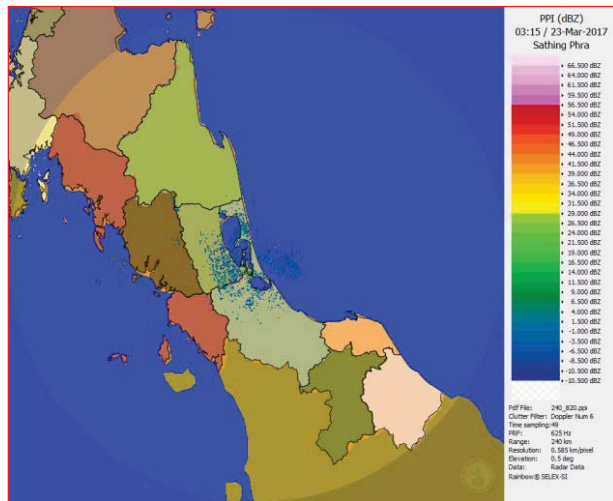 PPI (dBZ)
03:15 / 23-Mar-2017
Sathing Phra
66.500 dBZ
64.000 dBZ
61.500 dBZ
59.500 dBZ
56.500 dBZ
54.000 dBZ
51.500 dBZ
49.000 dBZ
46.500 dBZ
44.000 dBZ
41.500 dBZ
39.000 dBZ
36.500 dBZ
34.000 dBZ
31.500 dBZ
29.000 dBZ
26.500 dBZ
24.000 dBZ
21.500 dBZ
19.000 dBZ
16.500 dBZ
14.000 dBZ
11.500 dBZ
9.000 dBZ
6.500 dBZ
4.000 dBZ
1.500 dBZ
-1.000 dBZ
-3.500 dBZ
-6.500 dBZ
-8.500 dBZ
-10.500 dBZ
-10.500 dBZ
Pdf File: 240_820.ppi
Clutter Filter: Doppler Num 6
Time sampling:49
PRF: 625 Hz
Range: 240 km
Resolution: 0.585 km/pixel
Elevation: 0.5 deg
Data: Radar Data
Rainbow® SELEX-SI